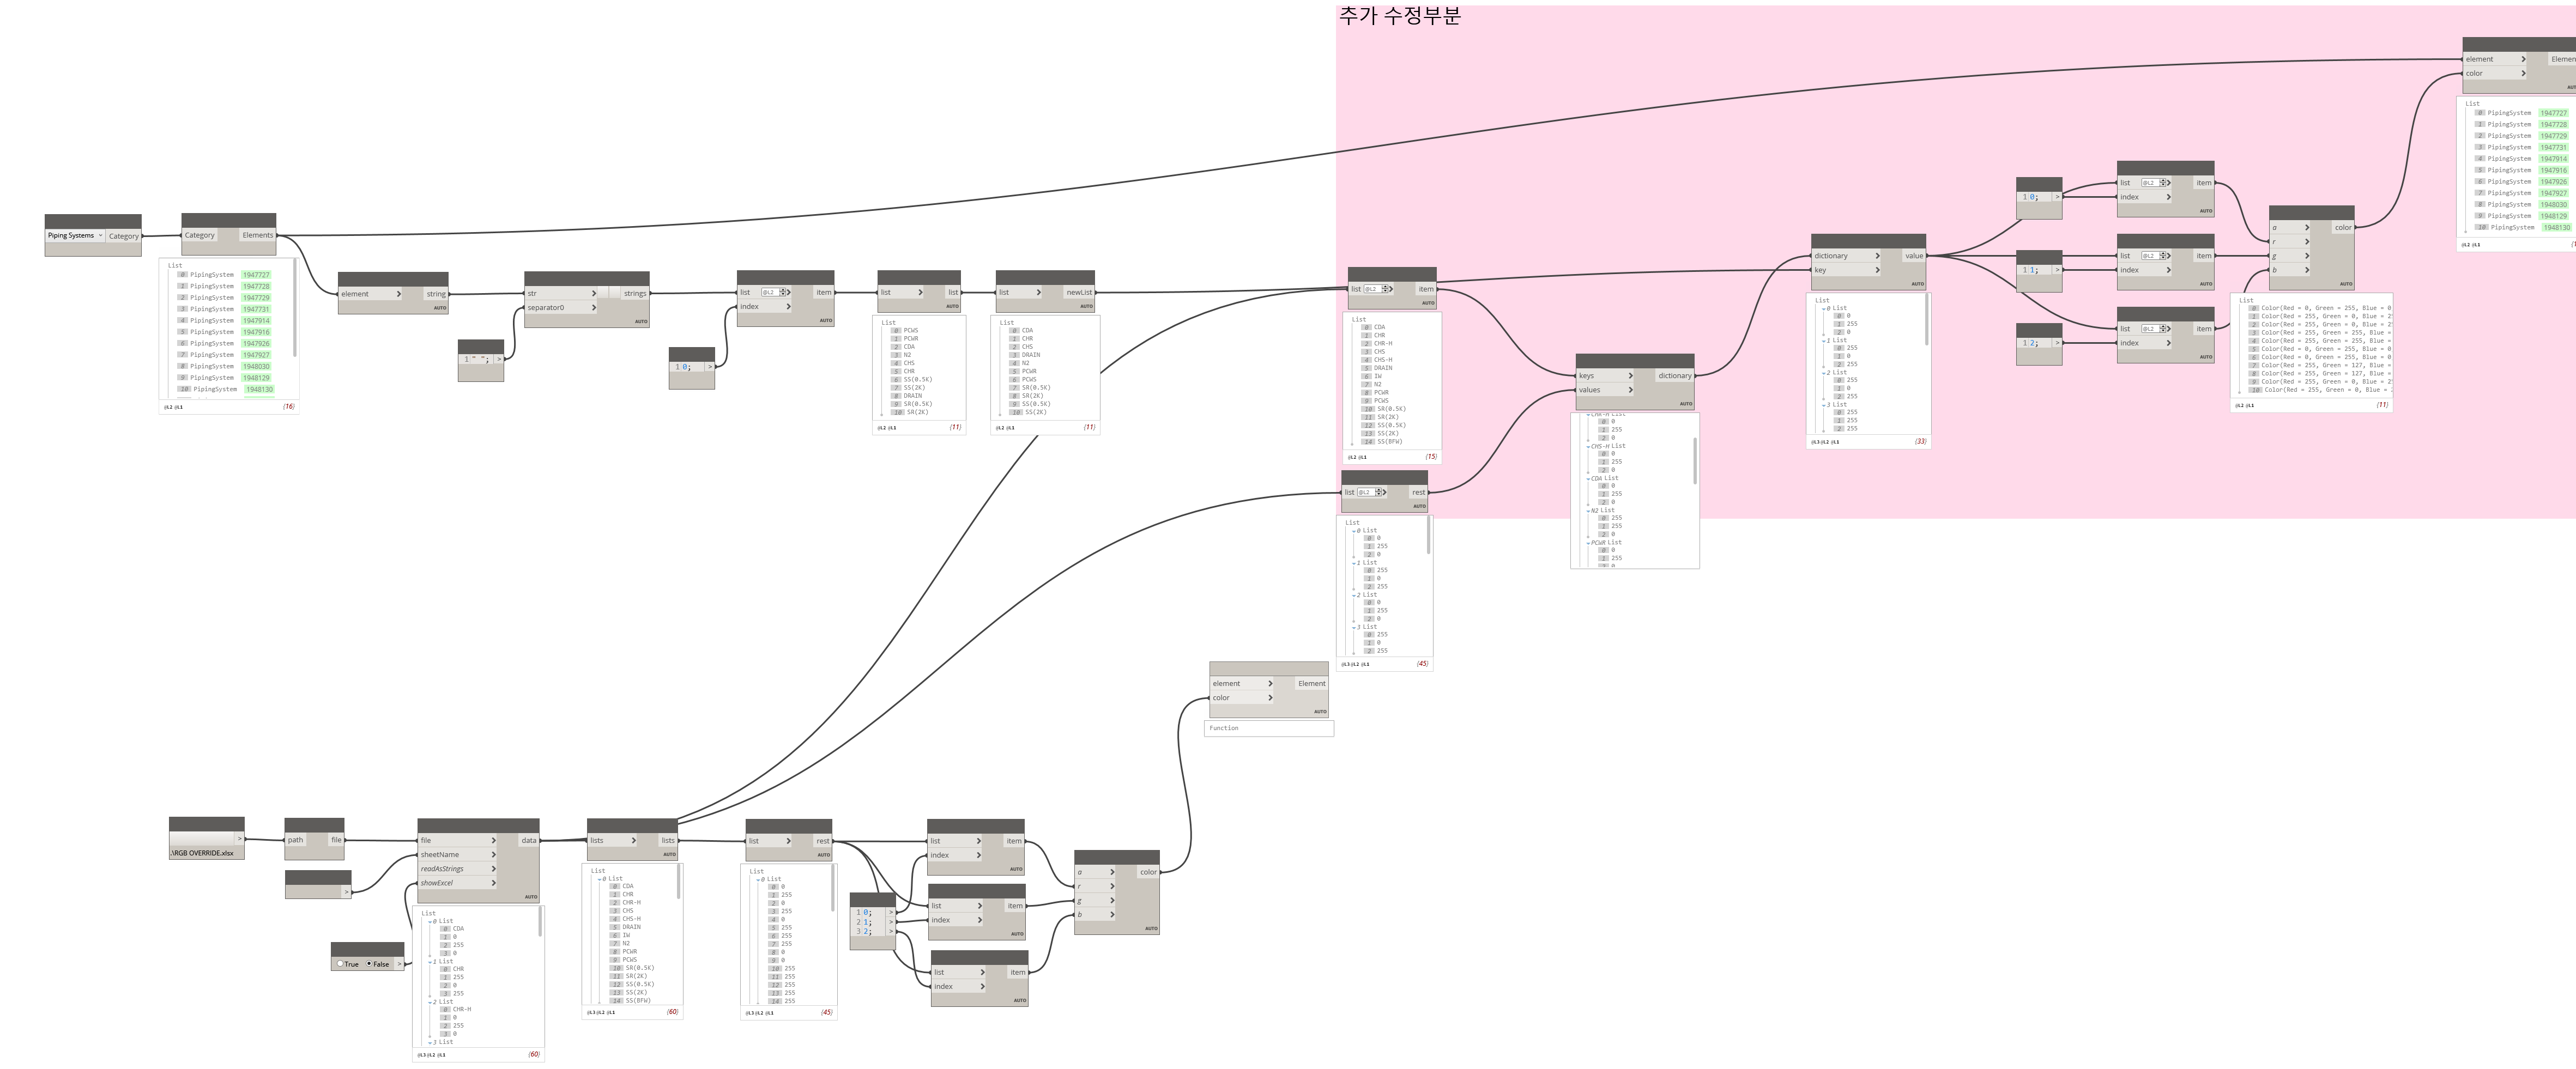 추가 수정부분
element
Element
color
AUTO
List
0 PipingSystem 1947727
1 PipingSystem 1947728
2 PipingSystem 1947729
3 PipingSystem 1947731
4 PipingSystem 1947914
5 PipingSystem 1947916
6 PipingSystem 1947926
7 PipingSystem 1947927
8 PipingSystem 1948030
9 PipingSystem 1948129
10 PipingSystem 1948130
@L2 @L1
Piping Systems Category
Category Elements
AUTO
List
0 PipingSystem 1947727
1 PipingSystem 1947728
2 PipingSystem 1947729
3 PipingSystem 1947731
4 PipingSystem 1947914
5 PipingSystem 1947916
6 PipingSystem 1947926
7 PipingSystem 1947927
8 PipingSystem 1948030
9 PipingSystem 1948129
10 PipingSystem 1948130
@L2 @L1 {16}
element > string
AUTO
str > strings
separator0 >
AUTO
1 " "; >
list @L2 > item
index >
AUTO
1 0; >
list > list
AUTO
List
0 PCWS
1 PCWR
2 CDA
3 N2
4 CHS
5 CHR
6 SS(0.5K)
7 SS(2K)
8 DRAIN
9 SR(0.5K)
10 SR(2K)
@L2 @L1 {11}
list > newList
AUTO
List
0 CDA
1 CHR
2 CHS
3 DRAIN
4 N2
5 PCWR
6 PCWS
7 SR(0.5K)
8 SR(2K)
9 SS(0.5K)
10 SS(2K)
@L2 @L1 {11}
list @L2 > item
AUTO
List
0 CDA
1 CHR
2 CHR-H
3 CHS
4 CHS-H
5 DRAIN
6 IW
7 N2
8 PCWR
9 PCWS
10 SR(0.5K)
11 SR(2K)
12 SS(0.5K)
13 SS(2K)
14 SS(BFW)
@L2 @L1 {15}
list @L2 > rest
AUTO
List
0 List
0 0
1 255
2 0
1 List
0 255
1 0
2 255
2 List
0 0
1 255
2 0
3 List
0 255
1 0
2 255
@L3 @L2 @L1 {45}
keys > dictionary
values >
AUTO
CHR-H List
0 0
1 255
2 0
CHS-H List
0 0
1 255
2 0
CDA List
0 0
1 255
2 0
N2 List
0 255
1 255
2 0
PCWR List
0 0
1 255
dictionary > value
key >
AUTO
List
0 List
0 0
1 255
2 0
1 List
0 255
1 0
2 255
2 List
0 255
1 0
2 255
3 List
0 255
1 255
2 255
@L3 @L2 @L1 {33}
1 0; >
1 1; >
1 2; >
list @L2 > item
index >
AUTO
list @L2 > item
index >
AUTO
list @L2 > item
index >
AUTO
a > color
r >
g >
b >
AUTO
List
0 Color(Red = 0, Green = 255, Blue = 0
1 Color(Red = 255, Green = 0, Blue = 2
2 Color(Red = 255, Green = 0, Blue = 2
3 Color(Red = 255, Green = 255, Blue =
4 Color(Red = 255, Green = 255, Blue =
5 Color(Red = 0, Green = 255, Blue = 0
6 Color(Red = 0, Green = 255, Blue = 0
7 Color(Red = 255, Green = 127, Blue =
8 Color(Red = 255, Green = 127, Blue =
9 Color(Red = 255, Green = 0, Blue = 2
10 Color(Red = 255, Green = 0, Blue =
@L2 @L1 {11}
element > Element
color >
AUTO
Function
>
.\RGB OVERRIDE.xlsx
path file
file > data
sheetName >
readAsStrings >
showExcel >
AUTO
>
True False >
List
0 List
0 CDA
1 0
2 255
3 0
1 List
0 CHR
1 255
2 0
3 255
2 List
0 CHR-H
1 0
2 255
3 0
3 List
@L3 @L2 @L1 {60}
lists > lists
AUTO
List
0 List
0 CDA
1 CHR
2 CHR-H
3 CHS
4 CHS-H
5 DRAIN
6 IW
7 N2
8 PCWR
9 PCWS
10 SR(0.5K)
11 SR(2K)
12 SS(0.5K)
13 SS(2K)
14 SS(BFW)
@L3 @L2 @L1 {60}
list > rest
AUTO
List
0 List
0 0
1 255
2 0
3 255
4 0
5 255
6 255
7 255
8 0
9 0
10 255
11 255
12 255
13 255
14 255
@L3 @L2 @L1 {45}
1 0; >
2 1; >
3 2; >
list > item
index >
AUTO
list > item
index >
AUTO
list > item
index >
AUTO
a > color
r >
g >
b >
AUTO